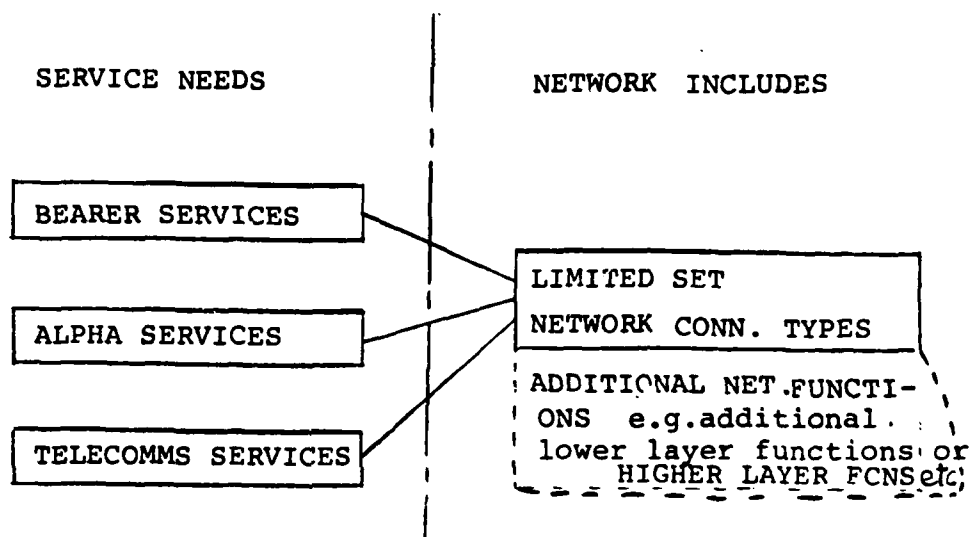 SERVICE NEEDS
NETWORK INCLUDES
BEARER SERVICES
ALPHA SERVICES
TELECOMMS SERVICES
LIMITED SET
NETWORK CONN. TYPES
ADDITIONAL NET.FUNCTI-
ONS e.g.additional
lower layer functions or
HIGHER LAYER FCNS etc,